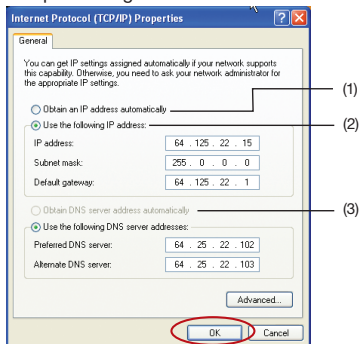 Internet Protocol (TCP/IP) Properties
General
You can get IP settings assigned automatically if your network supports
this capability. Otherwise, you need to ask your network administrator for
the appropriate IP settings.
Obtain an IP address automatically
(1)
Use the following IP address:
(2)
IP address: 64 . 125 . 22 . 15
Subnet mask: 255 . 0 . 0 . 0
Default gateway: 64 . 125 . 22 . 1
Obtain DNS server address automatically
(3)
Use the following DNS server addresses:
Preferred DNS server: 64 . 25 . 22 . 102
Alternate DNS server: 64 . 25 . 22 . 103
Advanced...
OK Cancel